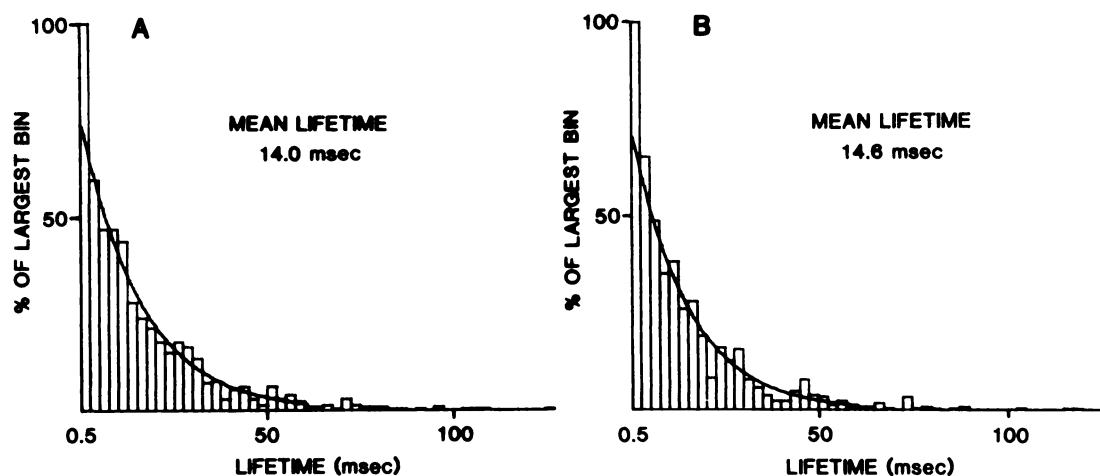 A
100
50
% OF LARGEST BIN
MEAN LIFETIME
14.0 msec
0.5
50
100
LIFETIME (msec)
B
100
50
% OF LARGEST BIN
MEAN LIFETIME
14.6 msec
0.5
50
100
LIFETIME (msec)